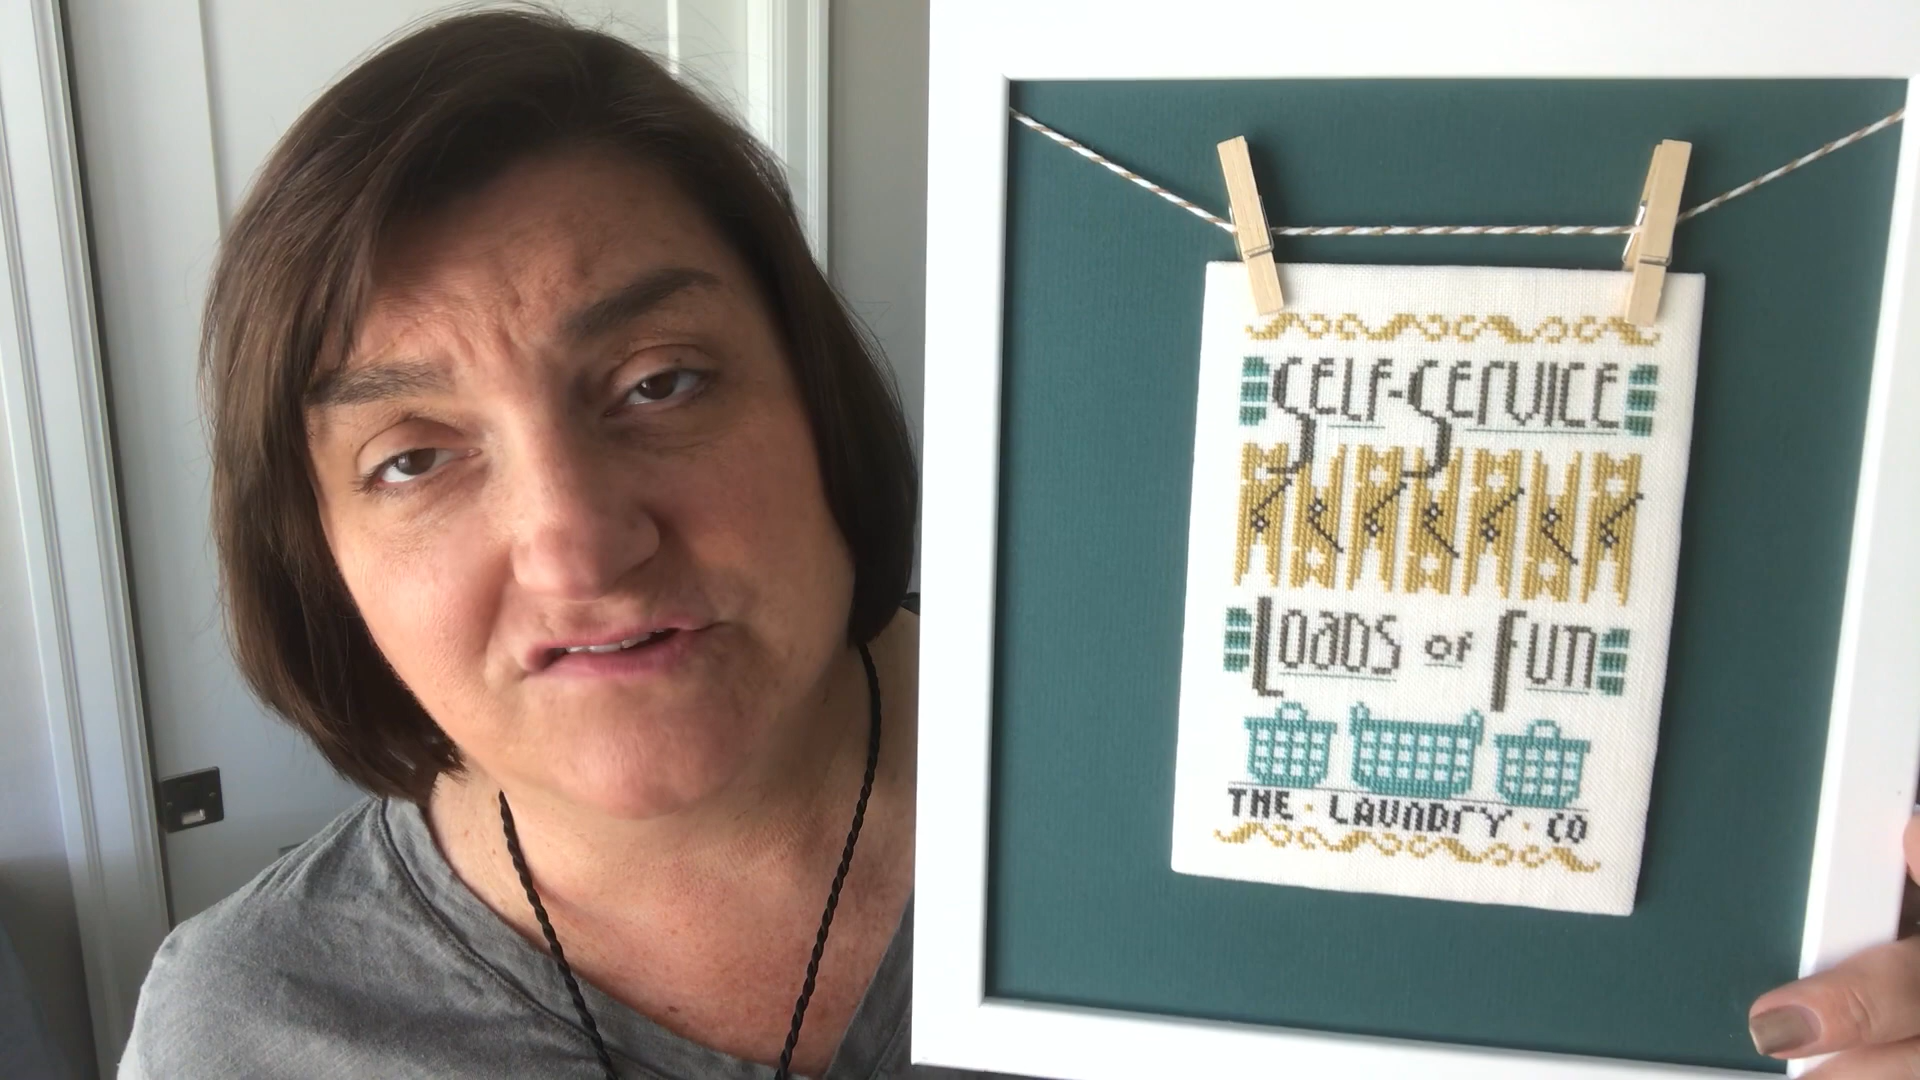 SELF-SERVICE
LOADS OF FUN
THE · LAUNDRY · CO